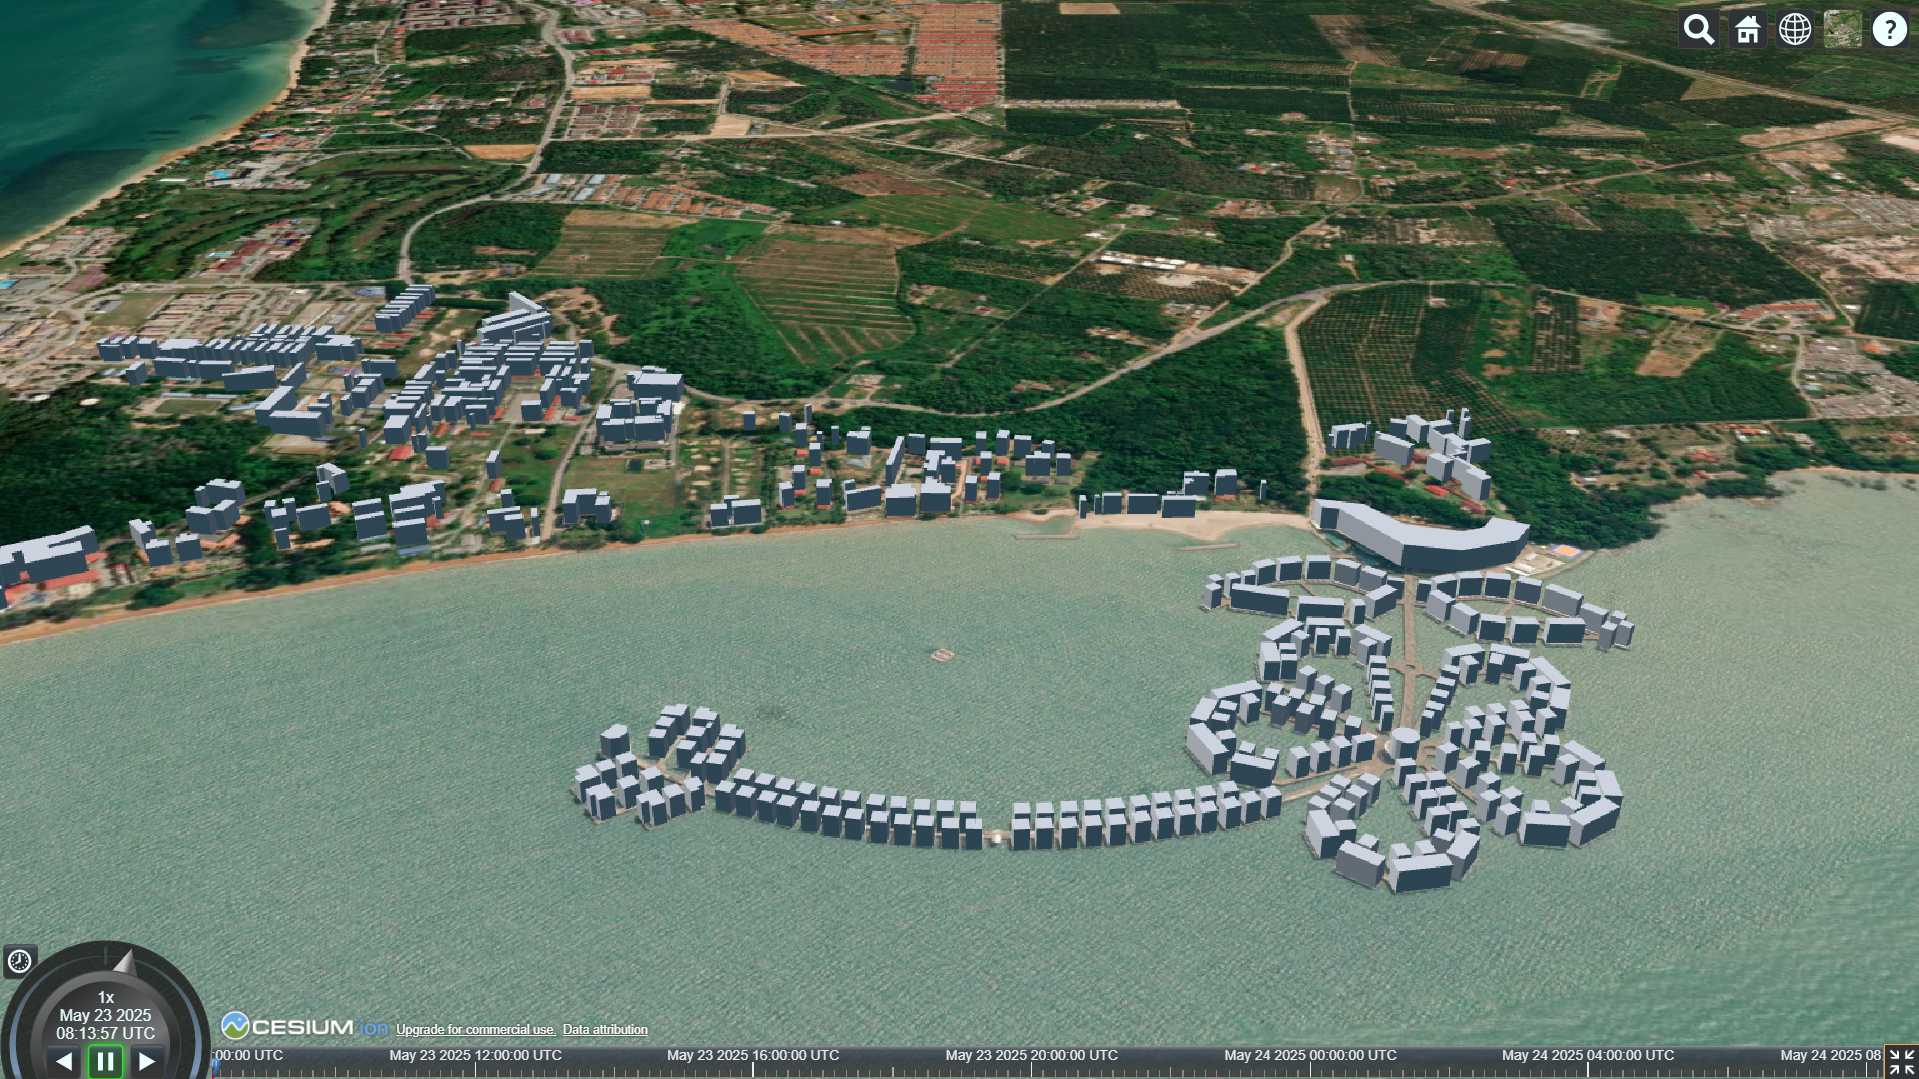 ?
1x
May 23 2025
08:13:57 UTC
CESIUM ion
Upgrade for commercial use. Data attribution
00:00 UTC
May 23 2025 12:00:00 UTC
May 23 2025 16:00:00 UTC
May 23 2025 20:00:00 UTC
May 24 2025 00:00:00 UTC
May 24 2025 04:00:00 UTC
May 24 2025 08: